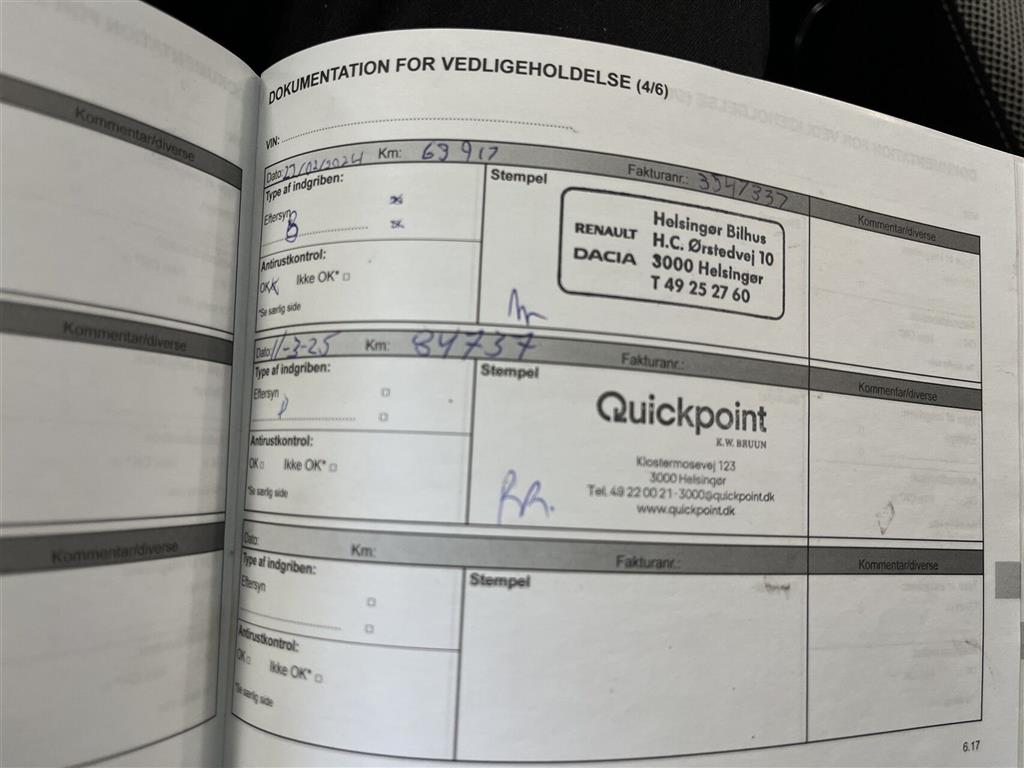 DOKUMENTATION FOR VEDLIGEHOLDELSE (4/6)
VIN:
Kommentar/diverse
Kommentar/diverse
Kommentar/diverse
Dato: 27/02/2024 Km: 69917 Fakturanr.: 354/337 Kommentar/diverse
Type af indgriben:
Eftersyn
B
Antirustkontrol:
OK Ikke OK*
*Se særlig side
Stempel
RENAULT
DACIA
Helsingør Bilhus
H.C. Ørstedvej 10
3000 Helsingør
T 49 25 27 60
Dato: 11-3-25 Km: 84737 Fakturanr.: Kommentar/diverse
Type af indgriben:
Eftersyn
Antirustkontrol:
OK Ikke OK*
*Se særlig side
Stempel
Quickpoint
K.W. BRUUN
Klostermosevej 123
3000 Helsingør
Tel. 49 22 00 21 · 3000@quickpoint.dk
www.quickpoint.dk
RR.
Dato: Km: Fakturanr.: Kommentar/diverse
Type af indgriben:
Eftersyn
Antirustkontrol:
OK Ikke OK*
*Se særlig side
Stempel
6.17